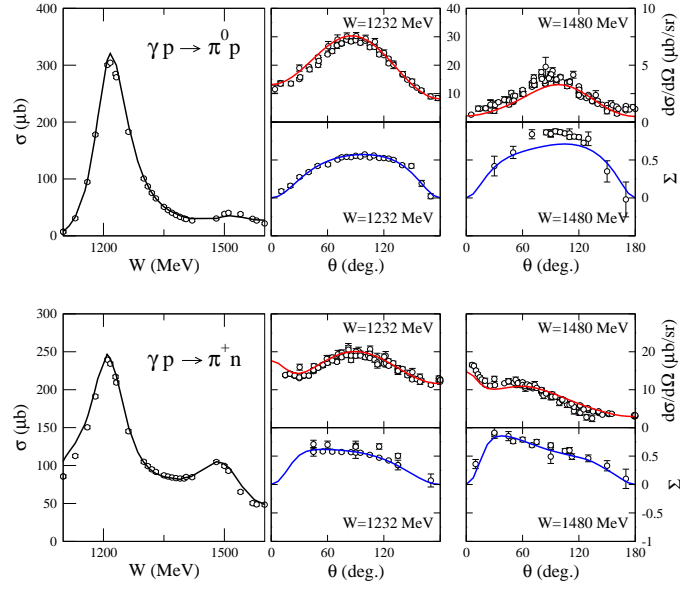 γ p → π⁰p
400
300
200
100
0
σ (μb)
1200
1500
W (MeV)
W=1232 MeV
40
30
20
10
W=1232 MeV
0
60
120
θ (deg.)
W=1480 MeV
10
5
0
dσ/dΩ (μb/sr)
0.5
0
Σ
W=1480 MeV
0
60
120
180
θ (deg.)
γ p → π⁺n
300
250
200
150
100
50
0
σ (μb)
1200
1500
W (MeV)
W=1232 MeV
W=1232 MeV
0
60
120
θ (deg.)
W=1480 MeV
20
10
0
dσ/dΩ (μb/sr)
0.5
0
-0.5
-1
Σ
W=1480 MeV
0
60
120
180
θ (deg.)